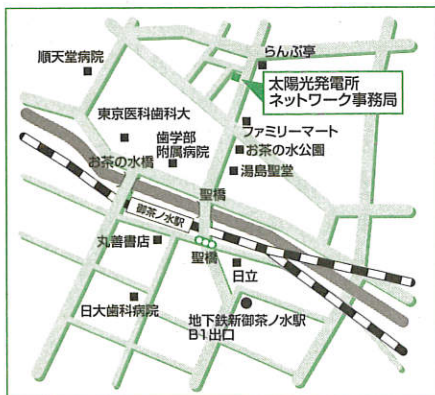 らんぷ亭
順天堂病院
太陽光発電所
ネットワーク事務局
東京医科歯科大
ファミリーマート
歯学部
附属病院
お茶の水公園
お茶の水橋
湯島聖堂
聖橋
御茶ノ水駅
丸善書店
聖橋
日立
日大歯科病院
地下鉄新御茶ノ水駅
B1出口